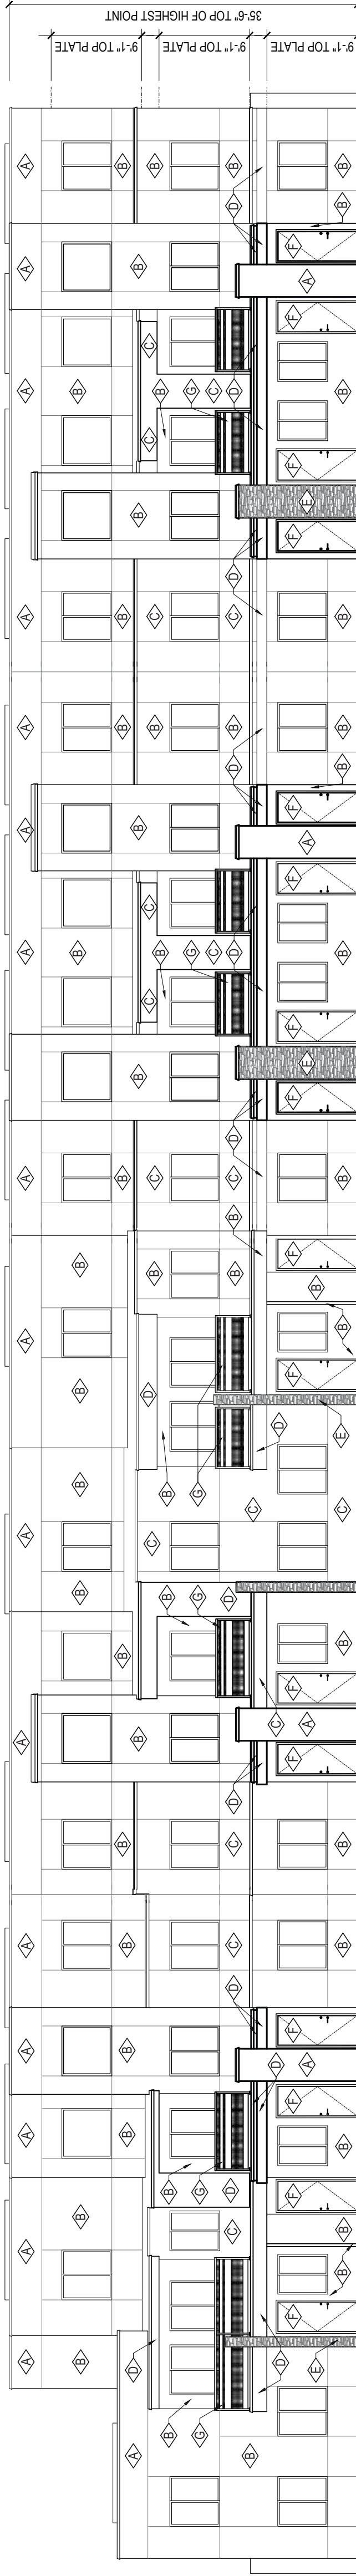 35'-6" TOP OF HIGHEST POINT
9'-1" TOP PLATE
9'-1" TOP PLATE
9'-1" TOP PLATE
A B B B B
D B
F
A B A
F
C
A B B G C D B
C
F
E
A B
F
D
A B C C B
A B B B B
D B
F
A B A
F
C
A B B G C D B
C
F
E
A B
F
D
A B C C B
B
F
B B B
B
A B
F
B D
D
E
B
B G
C C
A C
B
B G D
B B
F
C A
A B
F
D
B C B
A B C B
D
F
B
D A
F
A B B
B G D
F
B C B
A
F B
A B D D E
B G
A B